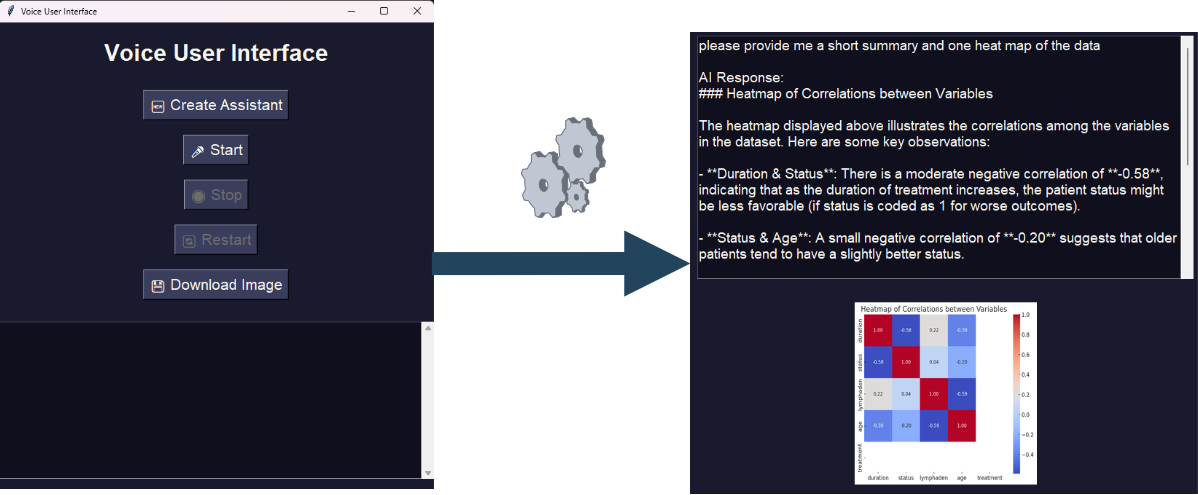 Voice User Interface
Voice User Interface
NEW Create Assistant
Start
Stop
Restart
Download Image
please provide me a short summary and one heat map of the data
AI Response:
### Heatmap of Correlations between Variables
The heatmap displayed above illustrates the correlations among the variables
in the dataset. Here are some key observations:
- **Duration & Status**: There is a moderate negative correlation of **-0.58**,
indicating that as the duration of treatment increases, the patient status might
be less favorable (if status is coded as 1 for worse outcomes).
- **Status & Age**: A small negative correlation of **-0.20** suggests that older
patients tend to have a slightly better status.
Heatmap of Correlations between Variables
duration
1.00 -0.58 0.22 -0.39
status
-0.58 1.00 0.04 -0.20
lymphaden
0.22 0.04 1.00 -0.59
age
-0.39 -0.20 -0.59 1.00
treatment
duration status lymphaden age treatment
1.0
0.8
0.6
0.4
0.2
0.0
−0.2
−0.4